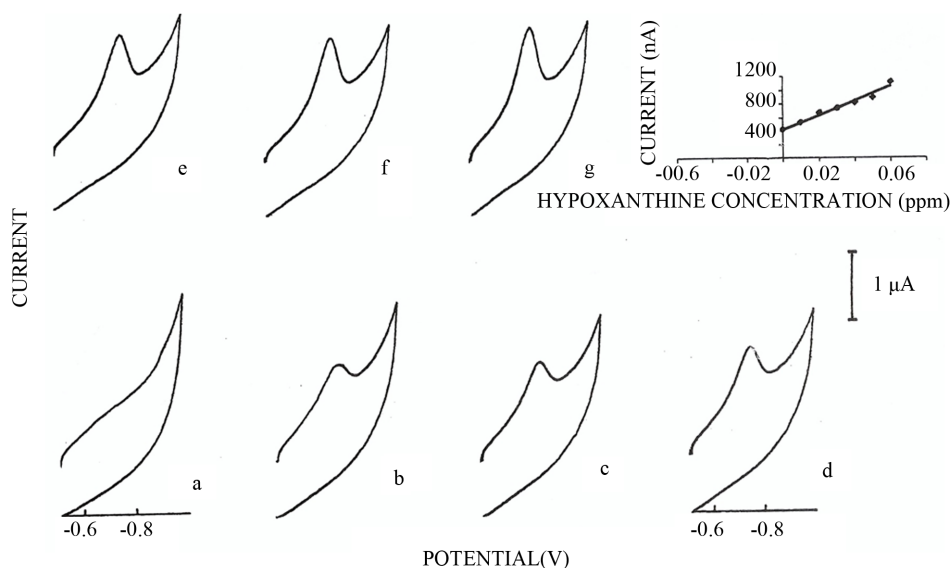 CURRENT (nA)
1200
800
400
-00.6
-0.02
0.02
0.06
HYPOXANTHINE CONCENTRATION (ppm)
e
f
g
CURRENT
1 μA
a
b
c
d
-0.6
-0.8
-0.6
-0.8
POTENTIAL(V)